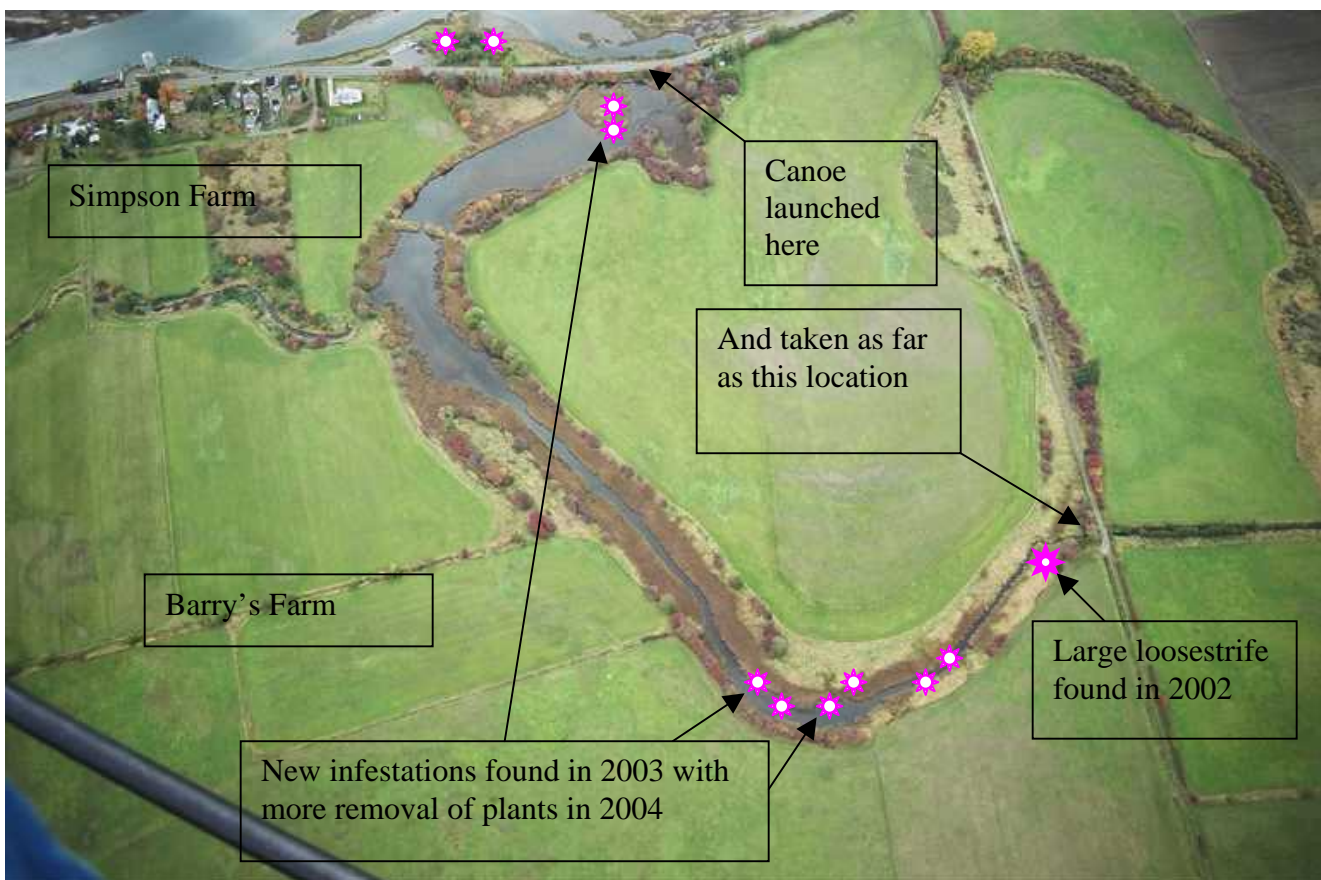 Simpson Farm
Canoe
launched
here
And taken as far
as this location
Barry’s Farm
Large loosestrife
found in 2002
New infestations found in 2003 with
more removal of plants in 2004